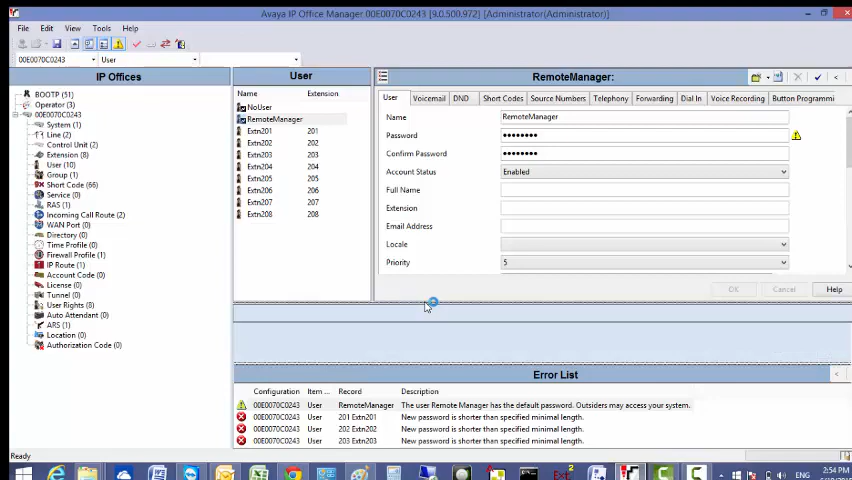 Avaya IP Office Manager 00E0070C0243 [9.0.500.972] [Administrator(Administrator)]
File Edit View Tools Help
00E0070C0243 User
IP Offices
BOOTP (51)
Operator (3)
00E0070C0243
System (1)
Line (2)
Control Unit (2)
Extension (8)
User (10)
Group (1)
Short Code (66)
Service (0)
RAS (1)
Incoming Call Route (2)
WAN Port (0)
Directory (0)
Time Profile (0)
Firewall Profile (1)
IP Route (1)
Account Code (0)
License (0)
Tunnel (0)
User Rights (8)
Auto Attendant (0)
ARS (1)
Location (0)
Authorization Code (0)
User
Name Extension
NoUser
RemoteManager
Extn201 201
Extn202 202
Extn203 203
Extn204 204
Extn205 205
Extn206 206
Extn207 207
Extn208 208
RemoteManager:
User Voicemail DND Short Codes Source Numbers Telephony Forwarding Dial In Voice Recording Button Programmi
Name RemoteManager
Password ••••••••
Confirm Password ••••••••
Account Status Enabled
Full Name
Extension
Email Address
Locale
Priority 5
OK Cancel Help
Error List
Configuration Item ... Record Description
00E0070C0243 User RemoteManager The user Remote Manager has the default password. Outsiders may access your system.
00E0070C0243 User 201 Extn201 New password is shorter than specified minimal length.
00E0070C0243 User 202 Extn202 New password is shorter than specified minimal length.
00E0070C0243 User 203 Extn203 New password is shorter than specified minimal length.
Ready
ENG 2:54 PM